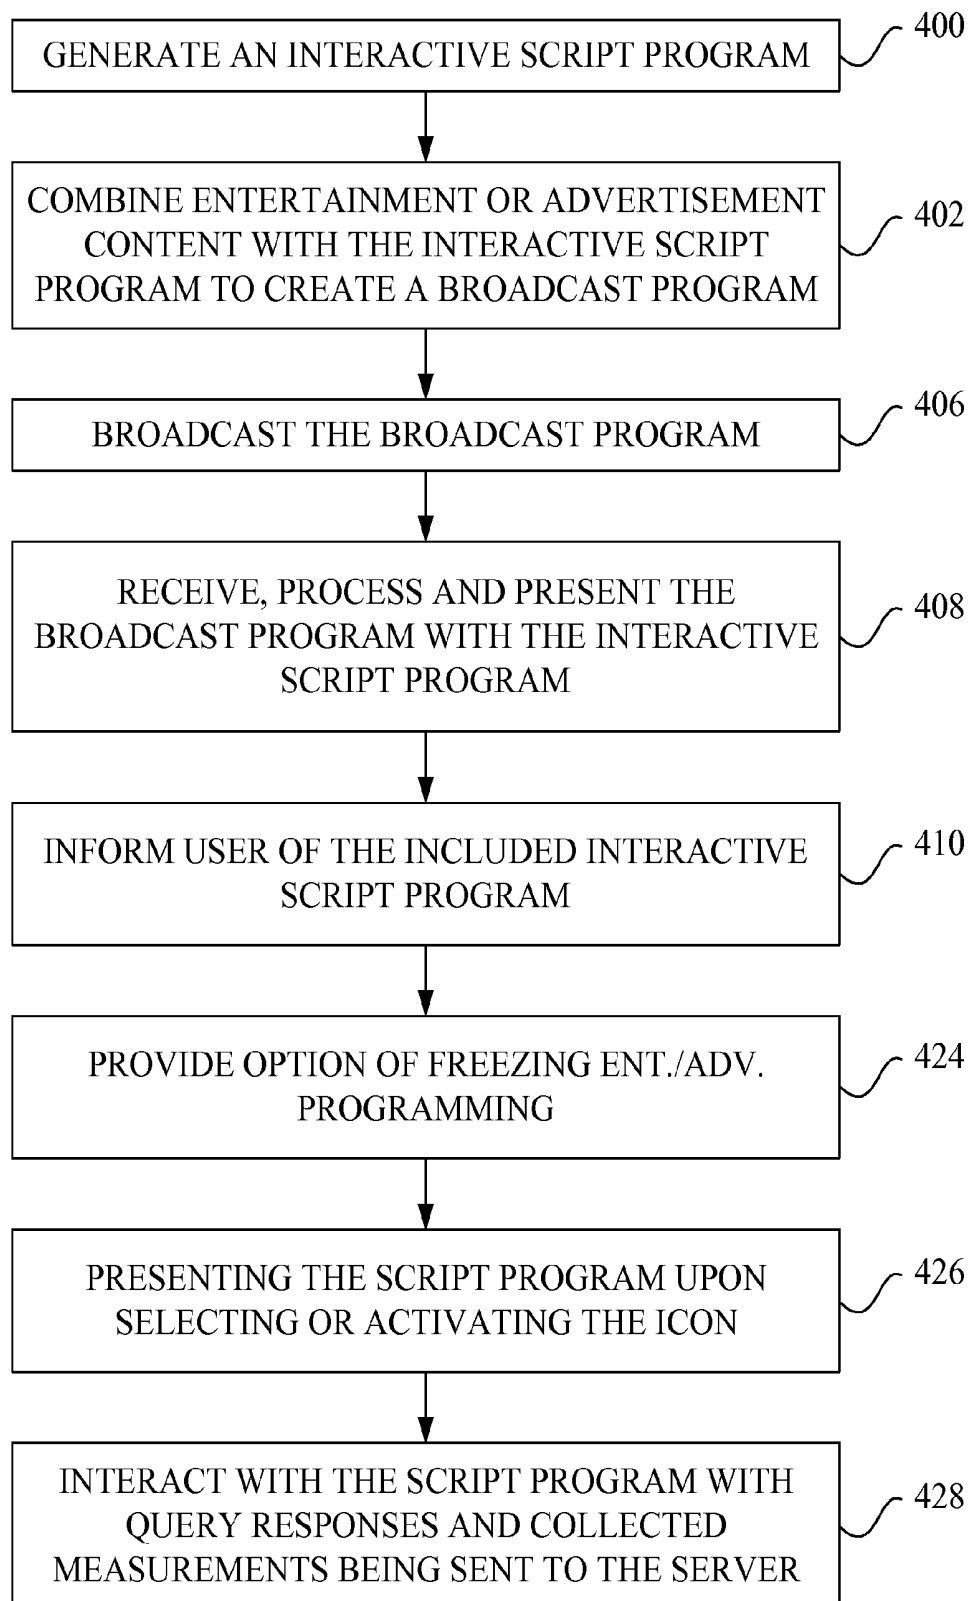 GENERATE AN INTERACTIVE SCRIPT PROGRAM
400
COMBINE ENTERTAINMENT OR ADVERTISEMENT
CONTENT WITH THE INTERACTIVE SCRIPT
PROGRAM TO CREATE A BROADCAST PROGRAM
402
BROADCAST THE BROADCAST PROGRAM
406
RECEIVE, PROCESS AND PRESENT THE
BROADCAST PROGRAM WITH THE INTERACTIVE
SCRIPT PROGRAM
408
INFORM USER OF THE INCLUDED INTERACTIVE
SCRIPT PROGRAM
410
PROVIDE OPTION OF FREEZING ENT./ADV.
PROGRAMMING
424
PRESENTING THE SCRIPT PROGRAM UPON
SELECTING OR ACTIVATING THE ICON
426
INTERACT WITH THE SCRIPT PROGRAM WITH
QUERY RESPONSES AND COLLECTED
MEASUREMENTS BEING SENT TO THE SERVER
428